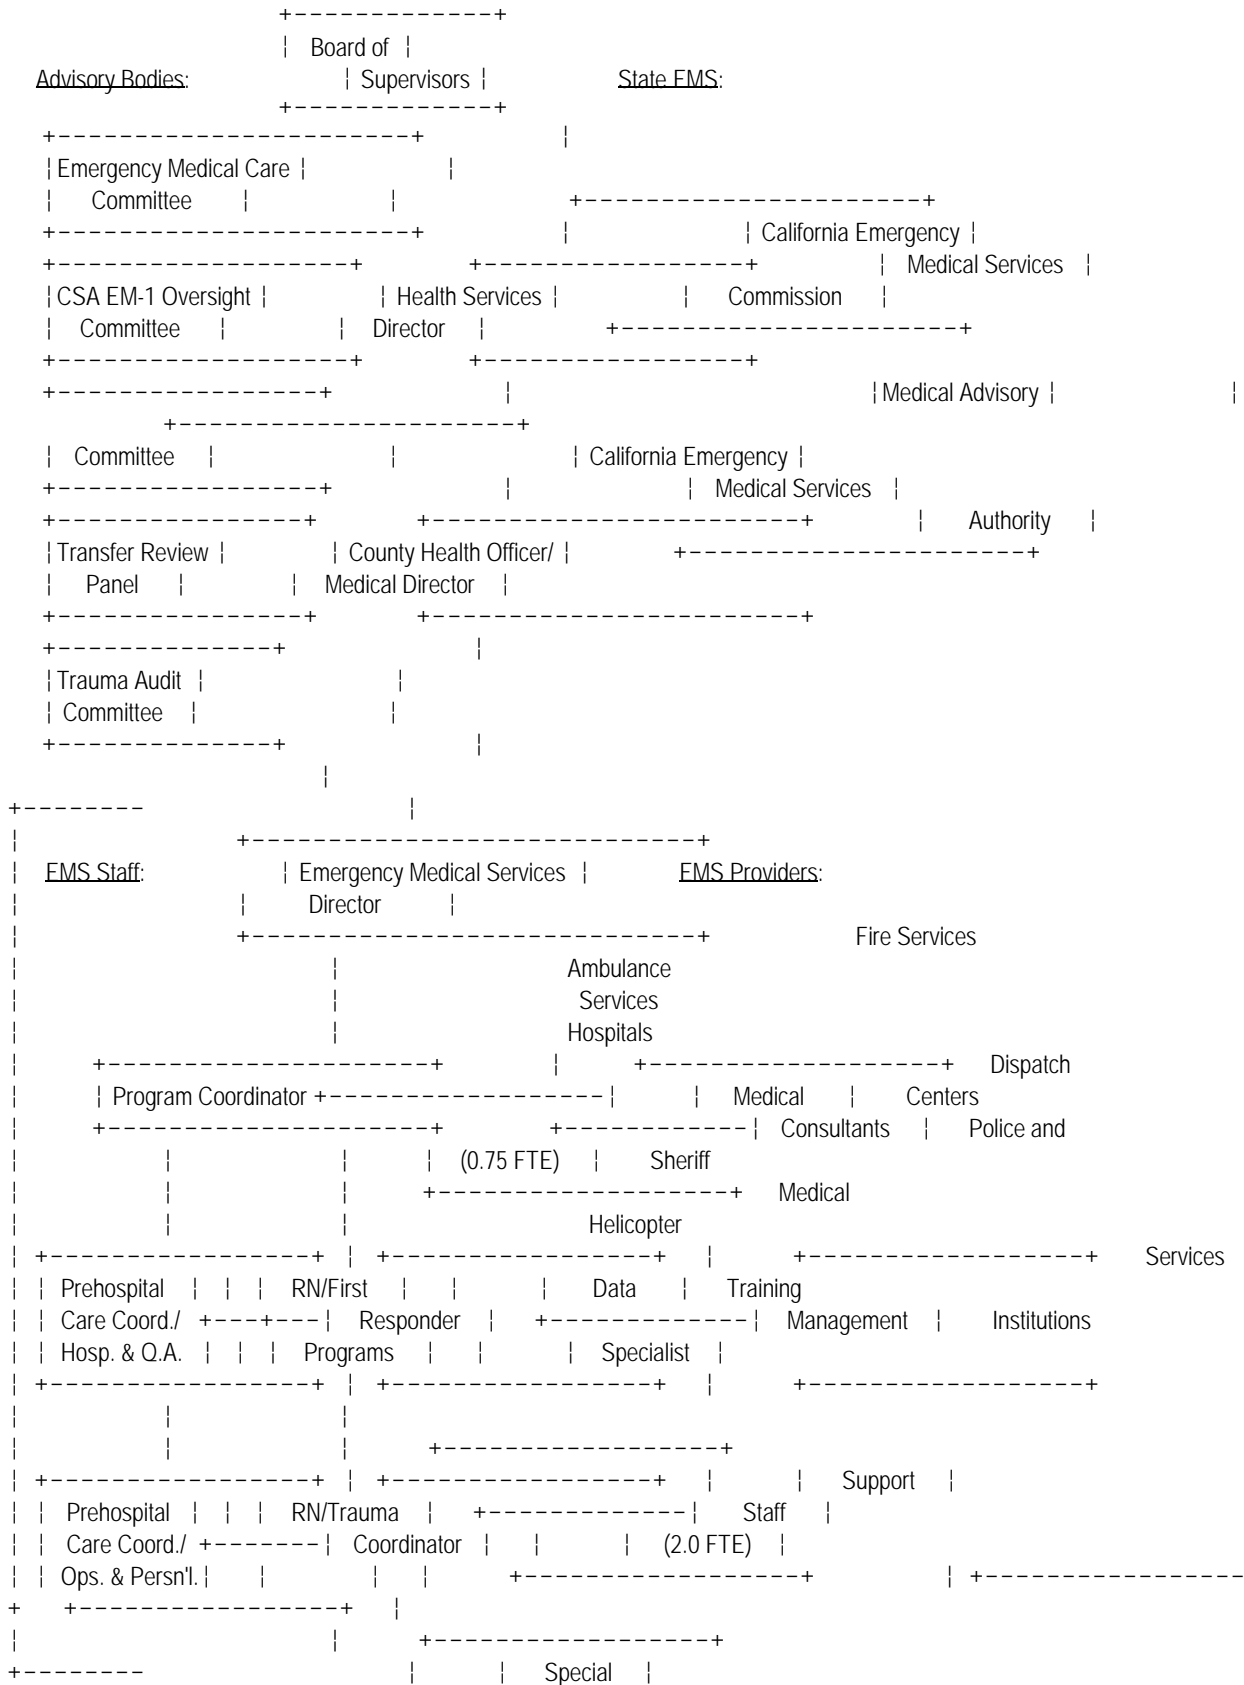 +-------------+
¦ Board of ¦
Advisory Bodies: ¦ Supervisors ¦ State EMS:
+-------------+
+-----------------------+ ¦
¦Emergency Medical Care ¦ ¦
¦ Committee ¦ ¦ +----------------------+
+-----------------------+ ¦ ¦ California Emergency ¦
+-------------------+ +-----------------+ ¦ Medical Services ¦
¦CSA EM-1 Oversight ¦ ¦ Health Services ¦ ¦ Commission ¦
¦ Committee ¦ ¦ Director ¦ +----------------------+
+-------------------+ +-----------------+
+-----------------+ ¦ ¦Medical Advisory ¦ ¦
+----------------------+
¦ Committee ¦ ¦ ¦ California Emergency ¦
+-----------------+ ¦ ¦ Medical Services ¦
+----------------+ +------------------------+ ¦ Authority ¦
¦Transfer Review ¦ ¦ County Health Officer/ ¦ +----------------------+
¦ Panel ¦ ¦ Medical Director ¦
+----------------+ +------------------------+
+--------------+ ¦
¦Trauma Audit ¦ ¦
¦ Committee ¦ ¦
+--------------+ ¦
¦
+-------- ¦
¦ +-----------------------------+
¦ EMS Staff: ¦ Emergency Medical Services ¦ EMS Providers:
¦ ¦ Director ¦
¦ +-----------------------------+ Fire Services
¦ ¦ Ambulance
¦ ¦ Services
¦ ¦ Hospitals
¦ +---------------------+ ¦ +-------------------+ Dispatch
¦ ¦ Program Coordinator +------------------¦ ¦ Medical ¦ Centers
¦ +---------------------+ +------------¦ Consultants ¦ Police and
¦ ¦ ¦ ¦ (0.75 FTE) ¦ Sheriff
¦ ¦ ¦ +-------------------+ Medical
¦ ¦ ¦ Helicopter
¦ +-----------------+ ¦ +-----------------+ ¦ +------------------+ Services
¦ ¦ Prehospital ¦ ¦ ¦ RN/First ¦ ¦ ¦ Data ¦ Training
¦ ¦ Care Coord./ +---+---¦ Responder ¦ +-------------¦ Management ¦ Institutions
¦ ¦ Hosp. & Q.A. ¦ ¦ ¦ Programs ¦ ¦ ¦ Specialist ¦
¦ +-----------------+ ¦ +-----------------+ ¦ +------------------+
¦ ¦ ¦
¦ ¦ ¦ +------------------+
¦ +-----------------+ ¦ +-----------------+ ¦ ¦ Support ¦
¦ ¦ Prehospital ¦ ¦ ¦ RN/Trauma ¦ +-------------¦ Staff ¦
¦ ¦ Care Coord./ +-------¦ Coordinator ¦ ¦ ¦ (2.0 FTE) ¦
¦ ¦ Ops. & Persn'l.¦ ¦ ¦ ¦ +------------------+ ¦ +-----------------
+ +-----------------+ ¦
¦ ¦ +------------------+
+-------- ¦ ¦ Special ¦